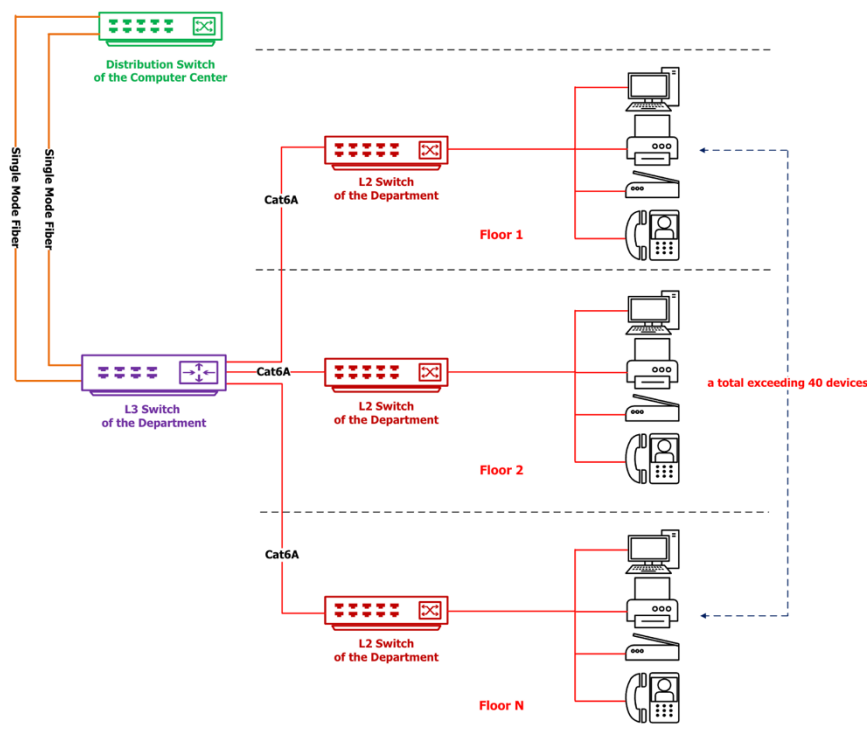 Distribution Switch
of the Computer Center
Single Mode Fiber
Single Mode Fiber
Cat6A
L2 Switch
of the Department
Floor 1
L3 Switch
of the Department
Cat6A
L2 Switch
of the Department
Floor 2
a total exceeding 40 devices
Cat6A
L2 Switch
of the Department
Floor N